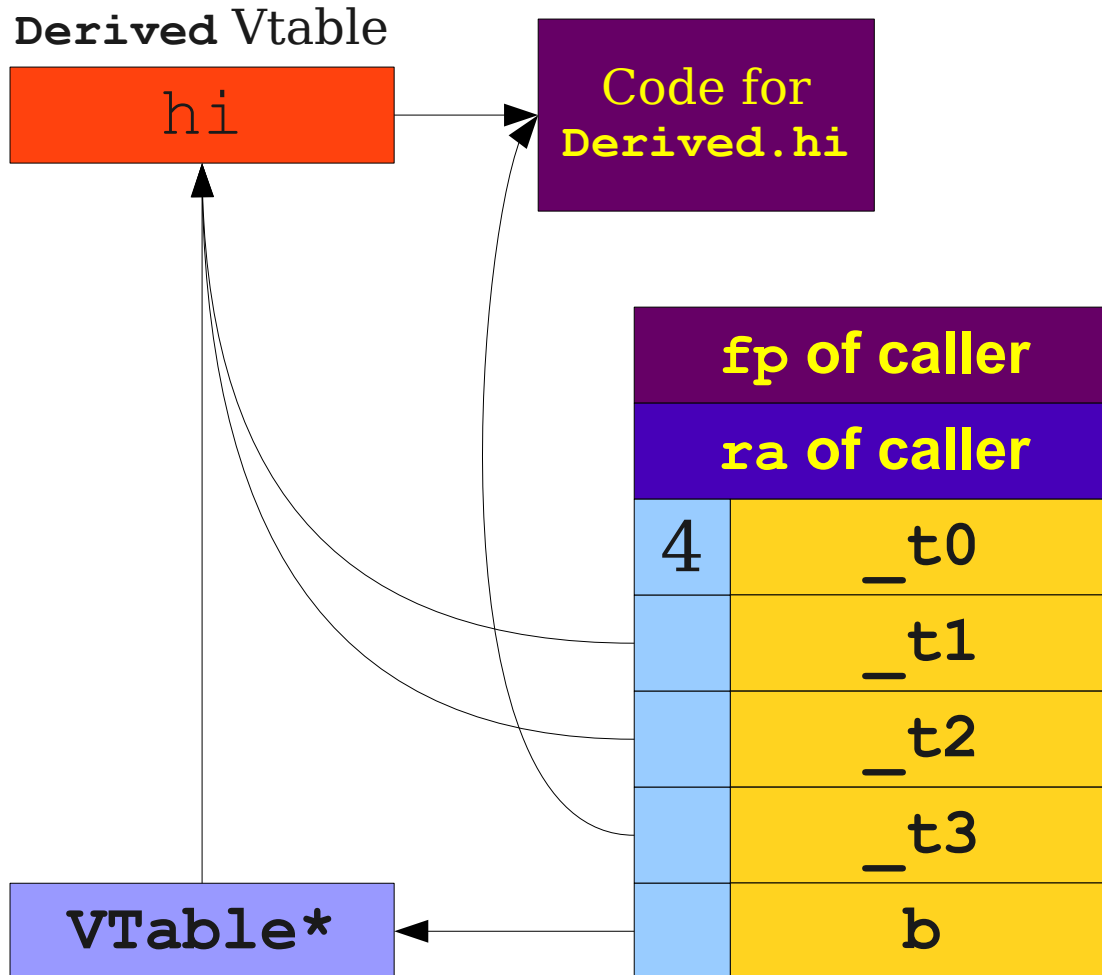 Derived Vtable
hi
Code for
Derived.hi
fp of caller
ra of caller
4 _t0
_t1
_t2
_t3
VTable* b